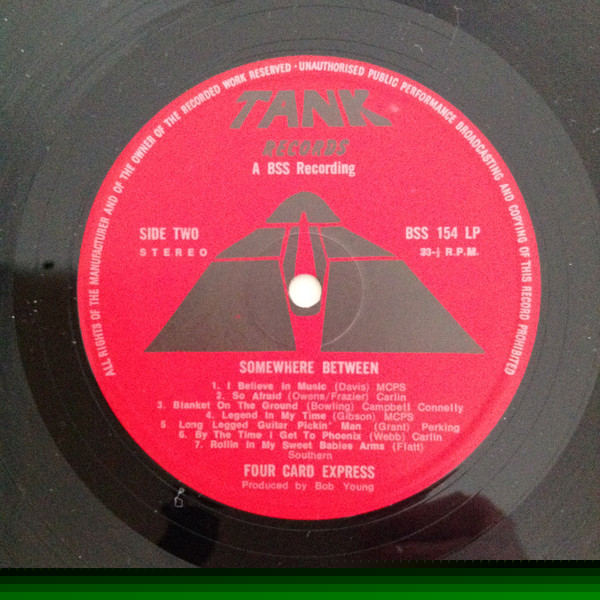 ALL RIGHTS OF THE MANUFACTURER AND OF THE OWNER OF THE RECORDED WORK RESERVED · UNAUTHORISED PUBLIC PERFORMANCE BROADCASTING AND COPYING OF THIS RECORD PROHIBITED
TANK
RECORDS
A BSS Recording
SIDE TWO
STEREO
BSS 154 LP
33-⅓ R.P.M.
SOMEWHERE BETWEEN
1. I Believe In Music (Davis) MCPS
2. So Afraid (Owens/Frazier) Carlin
3. Blanket On The Ground (Bowling) Campbell Connelly
4. Legend In My Time (Gibson) MCPS
5 Long Legged Guitar Pickin' Man (Grant) Perking
6. By The Time I Get To Phoenix (Webb) Carlin
7. Rollin In My Sweet Babies Arms (Flatt)
Southern
FOUR CARD EXPRESS
Produced by Bob Young